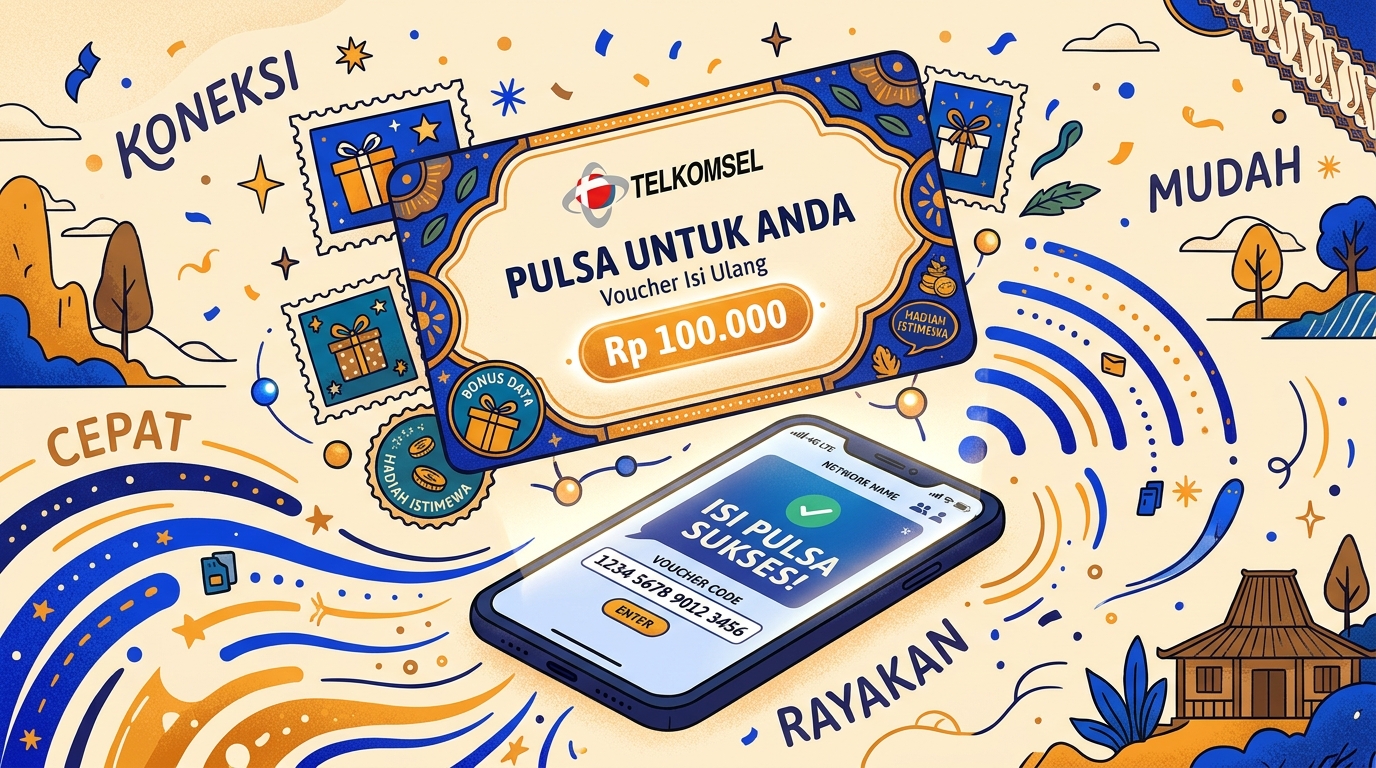 KONEKSI
MUDAH
TELKOMSEL
PULSA UNTUK ANDA
Voucher Isi Ulang
Rp 100.000
HADIAH
ISTIMEWA
BONUS DATA
CEPAT
HADIAH ISTIMEWA
4G LTE
NETWORK NAME
ISI PULSA
SUKSES!
VOUCHER CODE
1234 5678 9012 3456
ENTER
RAYAKAN